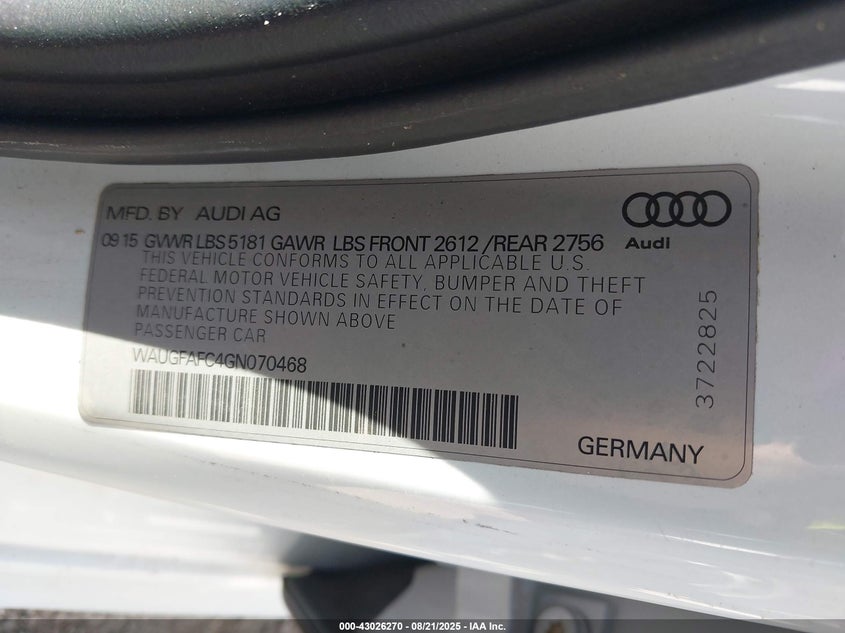 MFD. BY AUDI AG
Audi
09 15 GVWR LBS 5181 GAWR LBS FRONT 2612 /REAR 2756
THIS VEHICLE CONFORMS TO ALL APPLICABLE U.S.
FEDERAL MOTOR VEHICLE SAFETY, BUMPER AND THEFT
PREVENTION STANDARDS IN EFFECT ON THE DATE OF
MANUFACTURE SHOWN ABOVE
PASSENGER CAR
WAUGFAFC4GN070468
3722825
GERMANY
000-43026270 - 08/21/2025 - IAA Inc.